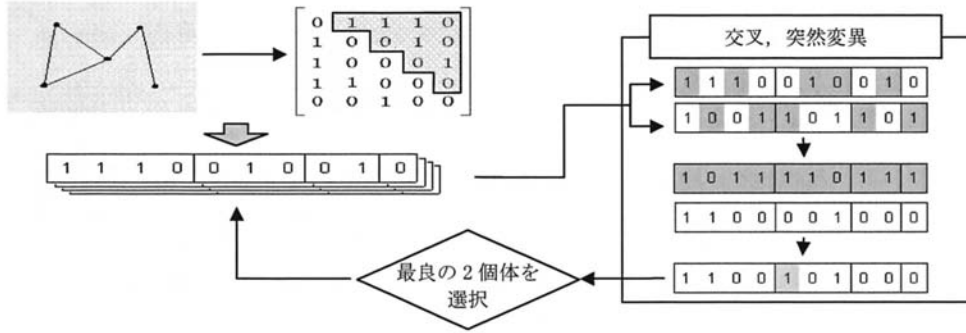 0 1 1 1 0
1 0 0 1 0
1 0 0 0 1
1 1 0 0 0
0 0 1 0 0
交叉，突然変異
1 1 1 0 0 1 0 0 1 0
1 0 0 1 1 0 1 1 0 1
1 1 1 0 0 1 0 0 1 0
1 0 1 1 1 1 0 1 1 1
1 1 0 0 0 0 1 0 0 0
最良の2個体を
選択
1 1 0 0 1 0 1 0 0 0